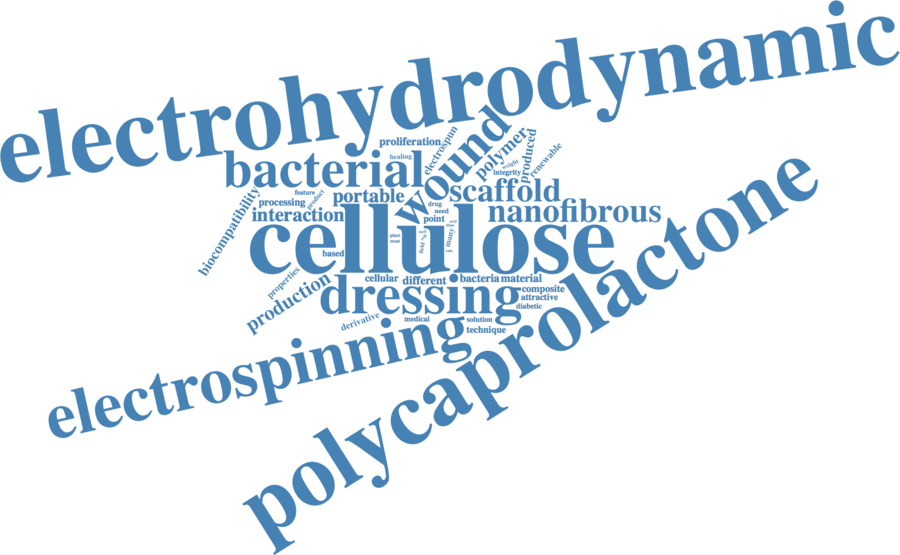 electrohydrodynamic
proliferation
electrospun
wound
polymer
produced
renewable
healing
weight
integrity
bacterial
scaffold
feature
product
portable
processing
drug
need
nanofibrous
biocompatibility
interaction
point
cellulose
many
field
plant
based
cellular
different
bacteria
material
properties
production
dressing
composite
attractive
diabetic
derivative
medical
solution
technique
electrospinning
polycaprolactone